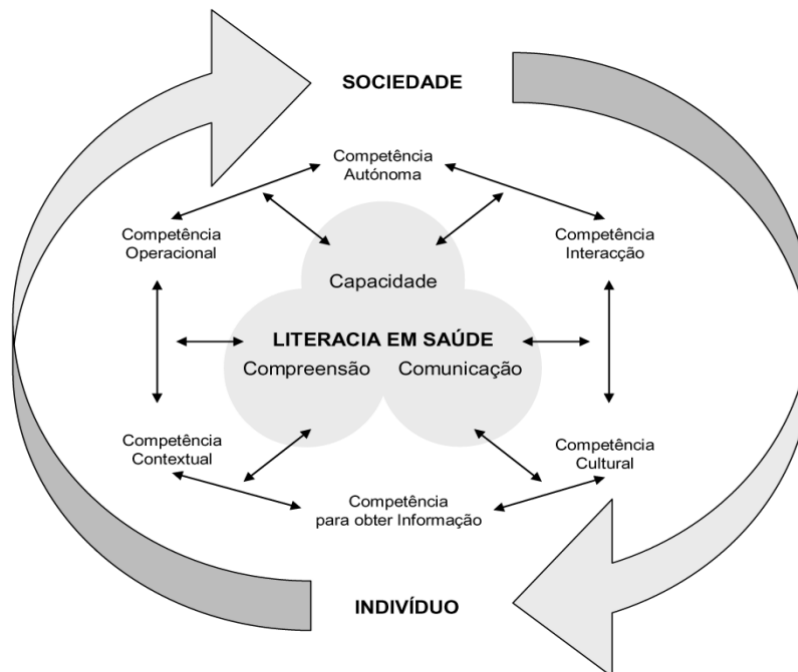 SOCIEDADE
Competência
Autónoma
Competência
Operacional
Competência
Interacção
Capacidade
LITERACIA EM SAÚDE
Compreensão
Comunicação
Competência
Contextual
Competência
Cultural
Competência
para obter Informação
INDIVÍDUO